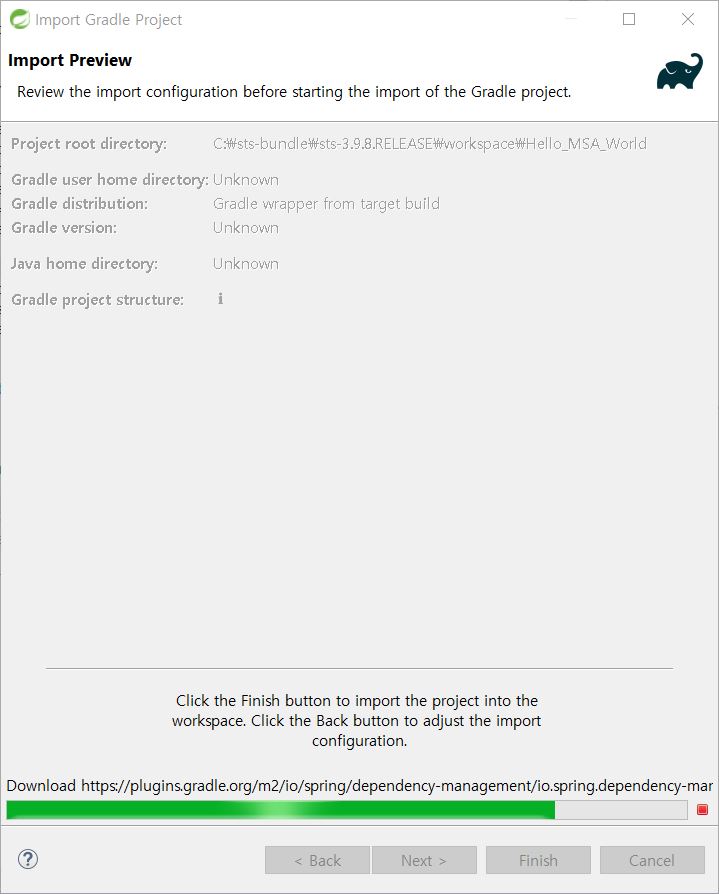 Import Gradle Project
Import Preview
Review the import configuration before starting the import of the Gradle project.
Project root directory: C:₩sts-bundle₩sts-3.9.8.RELEASE₩workspace₩Hello_MSA_World
Gradle user home directory: Unknown
Gradle distribution: Gradle wrapper from target build
Gradle version: Unknown
Java home directory: Unknown
Gradle project structure:
Click the Finish button to import the project into the
workspace. Click the Back button to adjust the import
configuration.
Download https://plugins.gradle.org/m2/io/spring/dependency-management/io.spring.dependency-mar
< Back Next > Finish Cancel